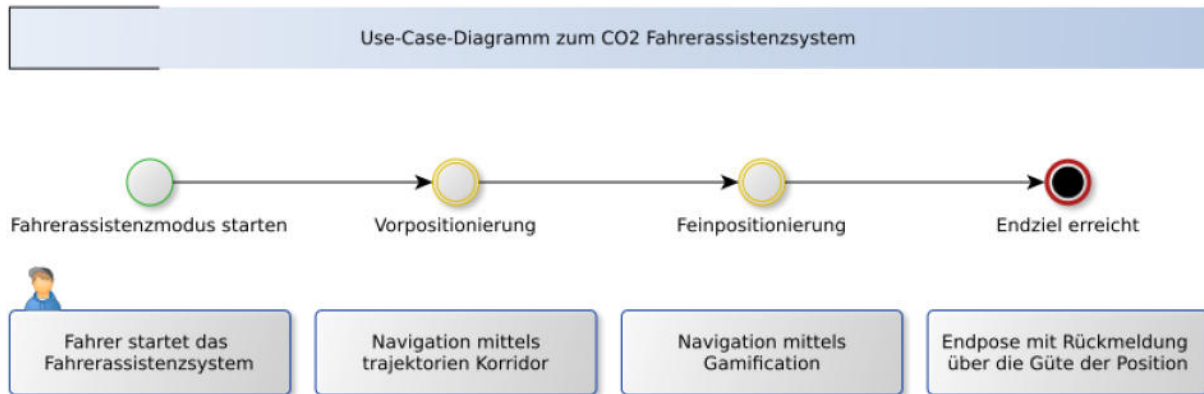 Use-Case-Diagramm zum CO2 Fahrerassistenzsystem
Fahrerassistenzmodus starten
Vorpositionierung
Feinpositionierung
Endziel erreicht
Fahrer startet das
Fahrerassistenzsystem
Navigation mittels
trajektorien Korridor
Navigation mittels
Gamification
Endpose mit Rückmeldung
über die Güte der Position